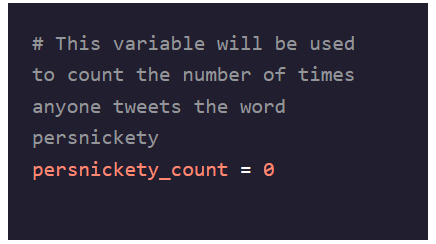 # This variable will be used
to count the number of times
anyone tweets the word
persnickety
persnickety_count = 0